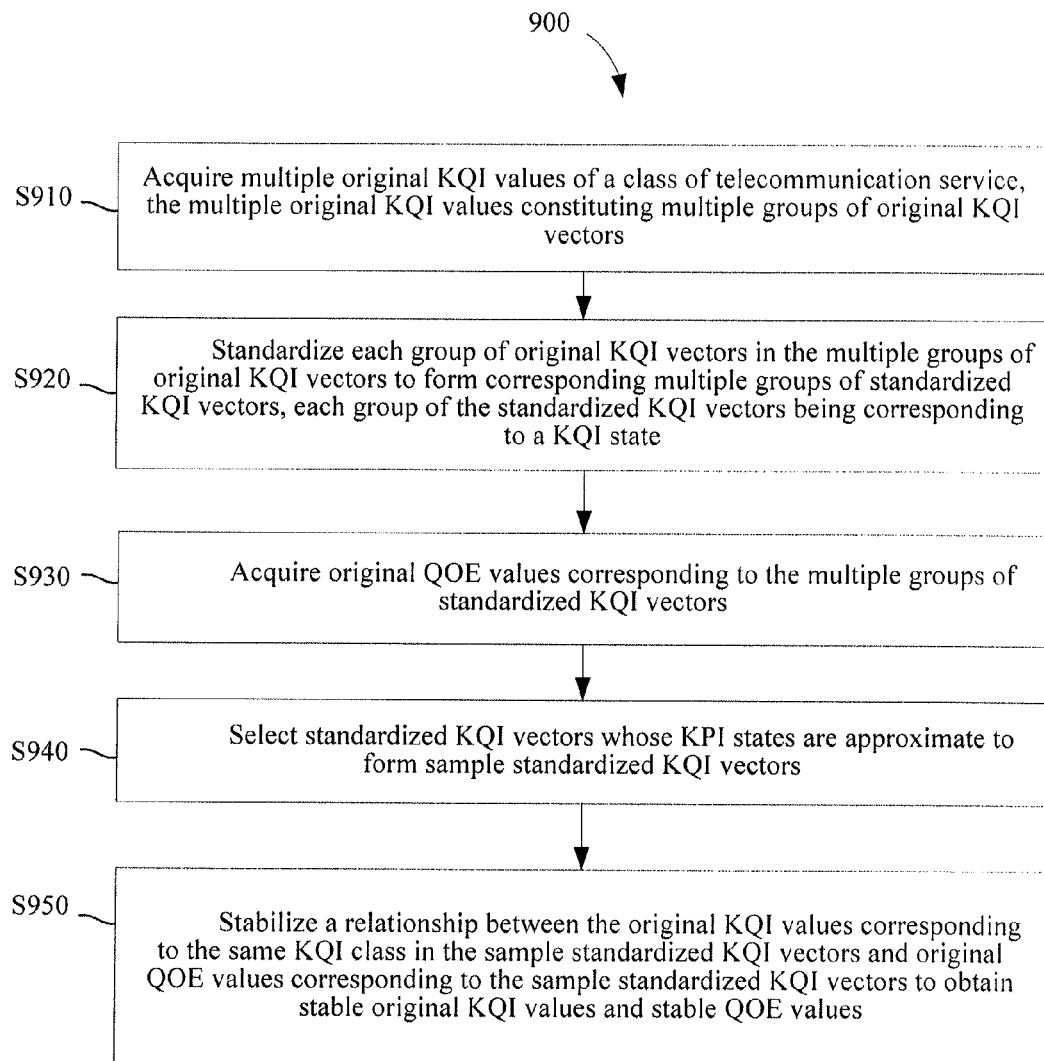 900
S910
Acquire multiple original KQI values of a class of telecommunication service,
the multiple original KQI values constituting multiple groups of original KQI
vectors
S920
Standardize each group of original KQI vectors in the multiple groups of
original KQI vectors to form corresponding multiple groups of standardized
KQI vectors, each group of the standardized KQI vectors being corresponding
to a KQI state
S930
Acquire original QOE values corresponding to the multiple groups of
standardized KQI vectors
S940
Select standardized KQI vectors whose KPI states are approximate to
form sample standardized KQI vectors
S950
Stabilize a relationship between the original KQI values corresponding
to the same KQI class in the sample standardized KQI vectors and original
QOE values corresponding to the sample standardized KQI vectors to obtain
stable original KQI values and stable QOE values